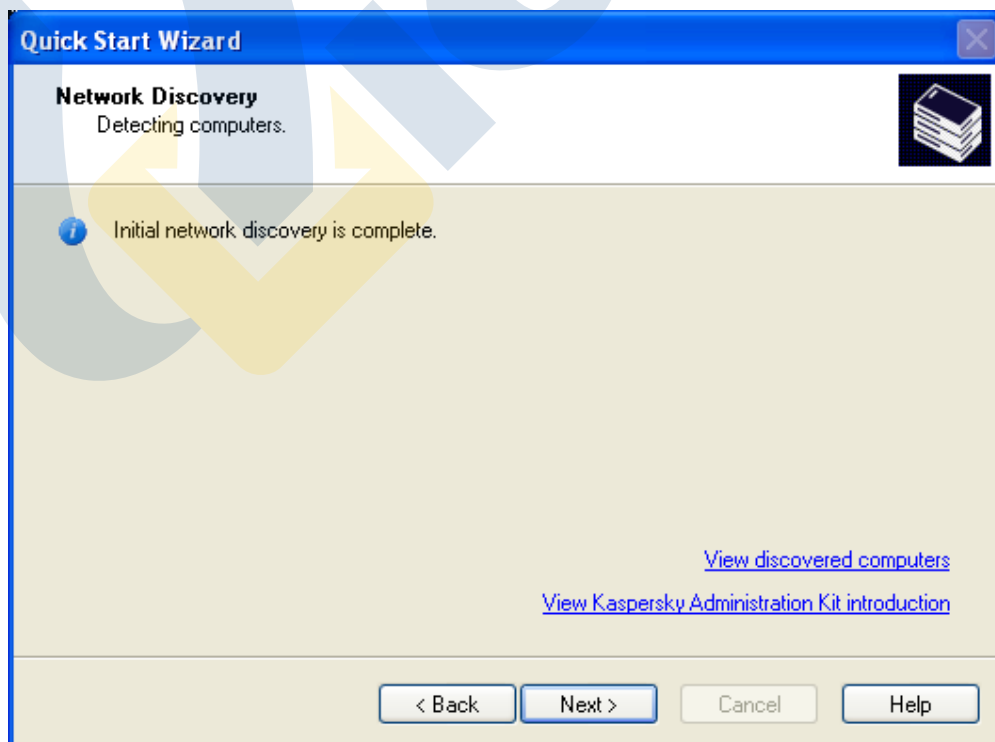 Quick Start Wizard
Network Discovery
Detecting computers.
Initial network discovery is complete.
View discovered computers
View Kaspersky Administration Kit introduction
< Back Next > Cancel Help